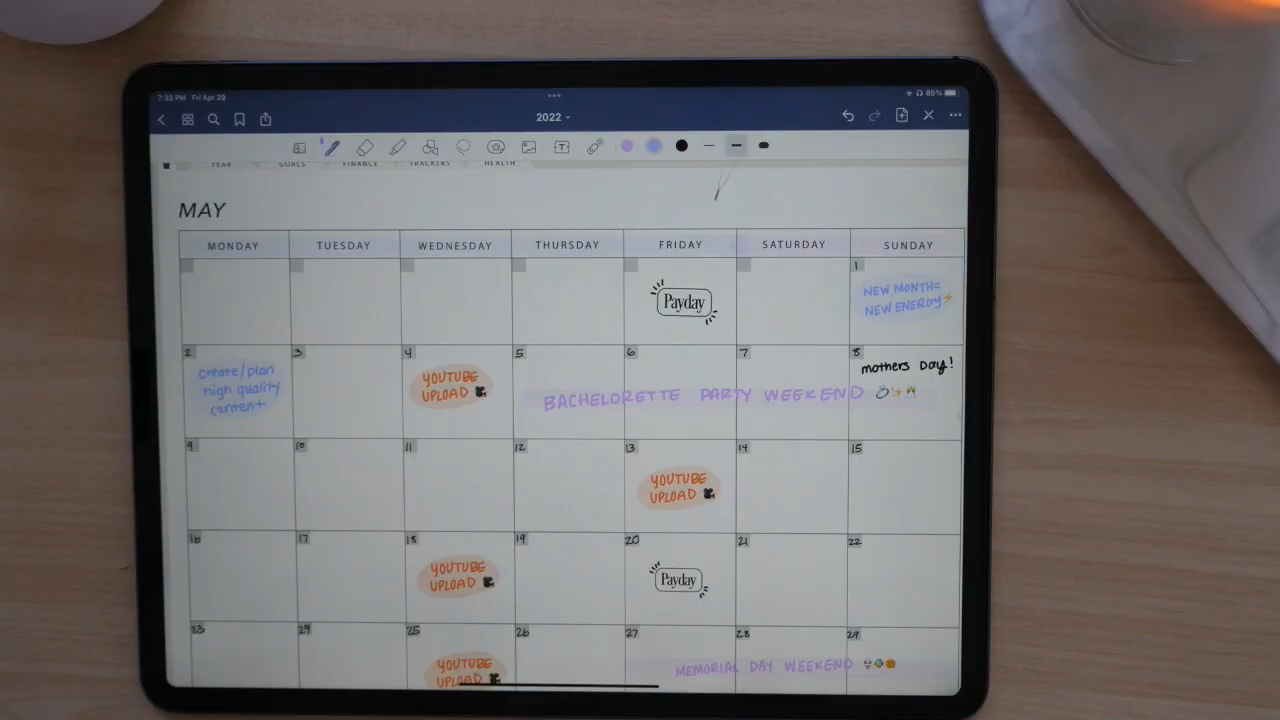 7:33 PM Fri Apr 29
85%
2022
YEAR GOALS FINANCE TRACKERS HEALTH
MAY
MONDAY TUESDAY WEDNESDAY THURSDAY FRIDAY SATURDAY SUNDAY
Payday
1
NEW MONTH=
NEW ENERGY
2
create/plan
high quality
content
3
4
YOUTUBE
UPLOAD
5
6
7
8
mothers Day!
BACHELORETTE PARTY WEEKEND
9
10
11
12
13
YOUTUBE
UPLOAD
14
15
16
17
18
YOUTUBE
UPLOAD
19
20
Payday
21
22
23
24
25
YOUTUBE
UPLOAD
26
27
28
29
MEMORIAL DAY WEEKEND